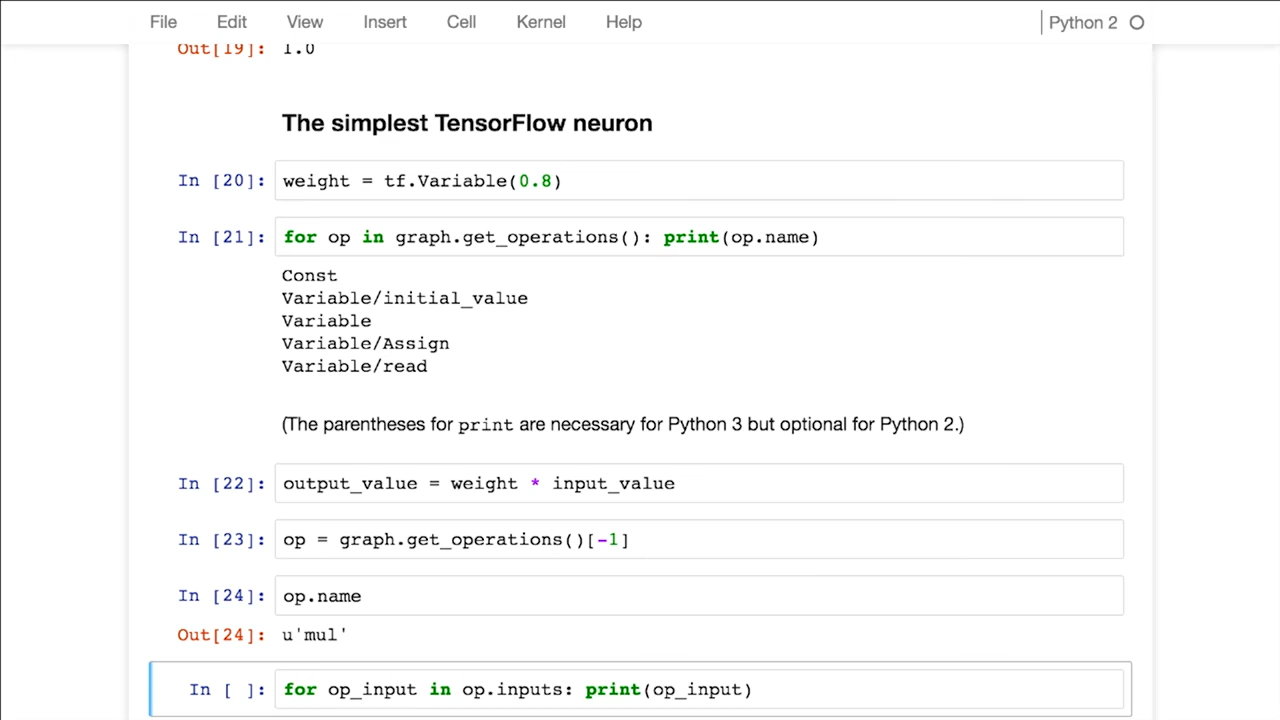 File Edit View Insert Cell Kernel Help Python 2
Out[19]: 1.0
The simplest TensorFlow neuron
In [20]: weight = tf.Variable(0.8)
In [21]: for op in graph.get_operations(): print(op.name)
Const
Variable/initial_value
Variable
Variable/Assign
Variable/read
(The parentheses for print are necessary for Python 3 but optional for Python 2.)
In [22]: output_value = weight * input_value
In [23]: op = graph.get_operations()[-1]
In [24]: op.name
Out[24]: u'mul'
In [ ]: for op_input in op.inputs: print(op_input)